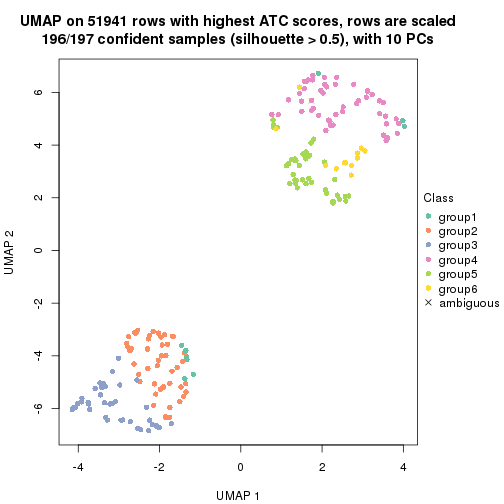 UMAP on 51941 rows with highest ATC scores, rows are scaled
196/197 confident samples (silhouette > 0.5), with 10 PCs
6
4
2
0
-2
-4
-6
UMAP 2
-4
-2
0
2
4
UMAP 1
Class
group1
group2
group3
group4
group5
group6
ambiguous